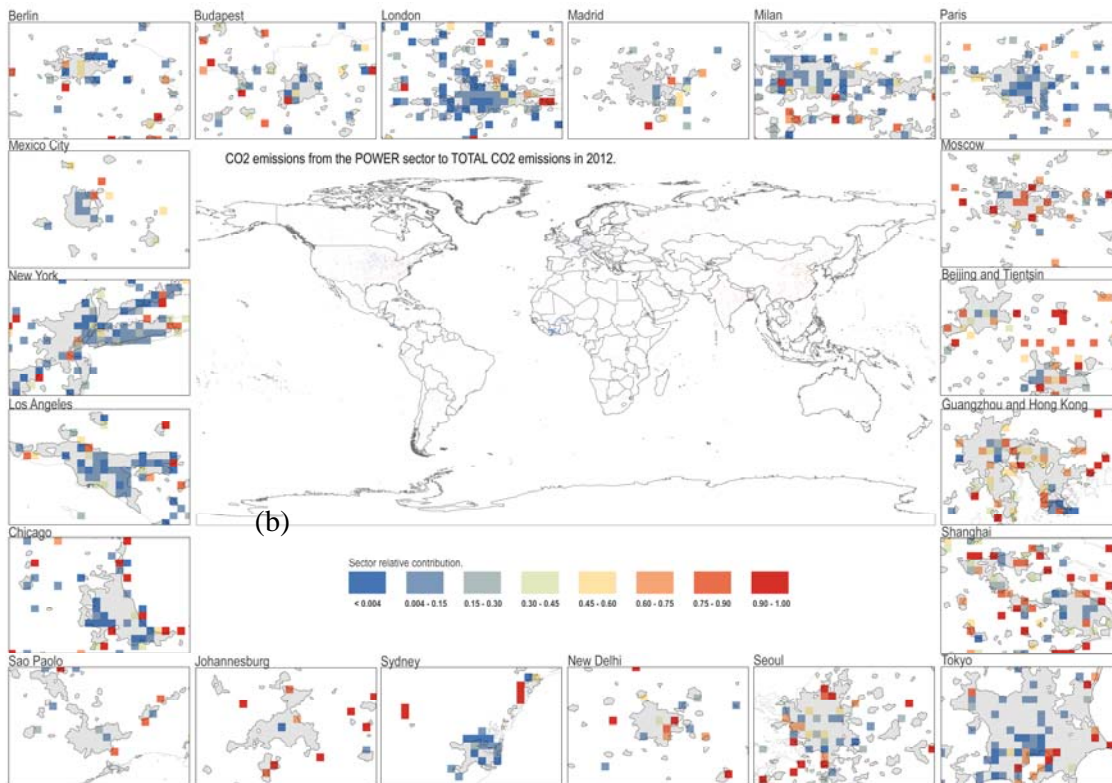 Berlin
Budapest
London
Madrid
Milan
Paris
Mexico City
CO2 emissions from the POWER sector to TOTAL CO2 emissions in 2012.
Moscow
New York
Beijing and Tientsin
Los Angeles
Guangzhou and Hong Kong
(b)
Chicago
Shanghai
Sector relative contribution.
< 0.004
0.004 - 0.15
0.15 - 0.30
0.30 - 0.45
0.45 - 0.60
0.60 - 0.75
0.75 - 0.90
0.90 - 1.00
Sao Paolo
Johannesburg
Sydney
New Delhi
Seoul
Tokyo